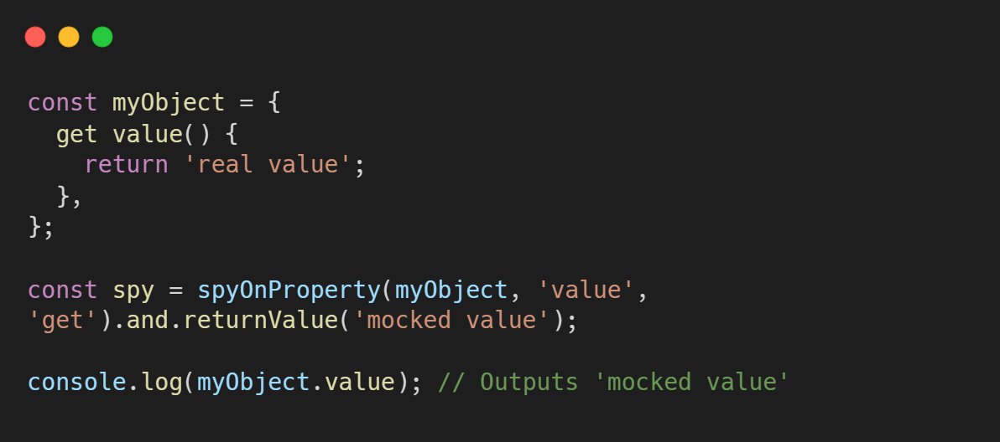 const myObject = {
  get value() {
    return 'real value';
  },
};

const spy = spyOnProperty(myObject, 'value',
'get').and.returnValue('mocked value');

console.log(myObject.value); // Outputs 'mocked value'